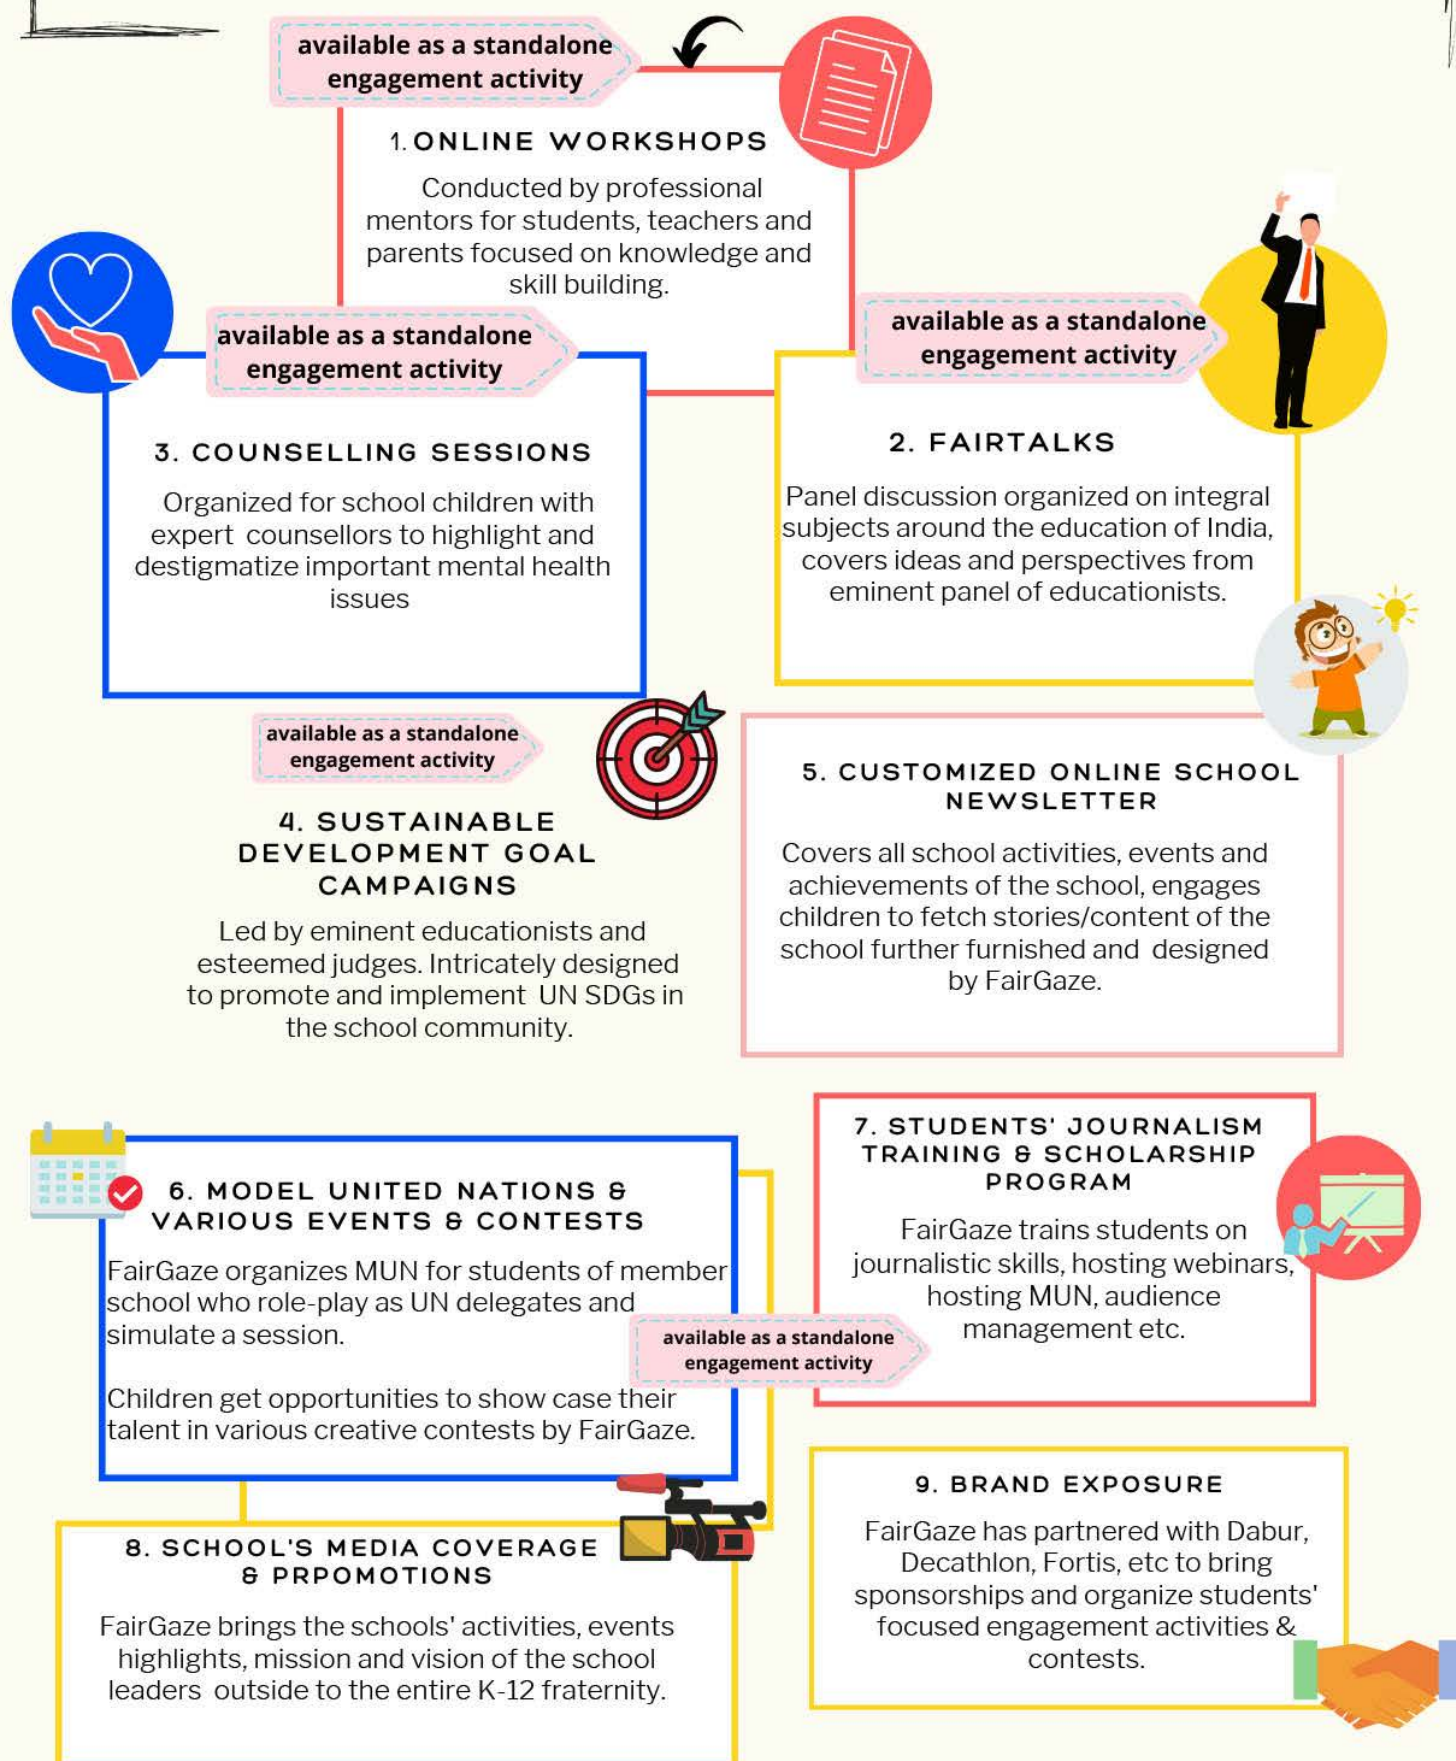 available as a standalone
engagement activity
1. ONLINE WORKSHOPS
Conducted by professional
mentors for students, teachers and
parents focused on knowledge and
skill building.
available as a standalone
engagement activity
2. FAIRTALKS
Panel discussion organized on integral
subjects around the education of India,
covers ideas and perspectives from
eminent panel of educationists.
available as a standalone
engagement activity
3. COUNSELLING SESSIONS
Organized for school children with
expert counsellors to highlight and
destigmatize important mental health
issues
available as a standalone
engagement activity
4. SUSTAINABLE
DEVELOPMENT GOAL
CAMPAIGNS
Led by eminent educationists and
esteemed judges. Intricately designed
to promote and implement UN SDGs in
the school community.
5. CUSTOMIZED ONLINE SCHOOL
NEWSLETTER
Covers all school activities, events and
achievements of the school, engages
children to fetch stories/content of the
school further furnished and designed
by FairGaze.
6. MODEL UNITED NATIONS &
VARIOUS EVENTS & CONTESTS
FairGaze organizes MUN for students of member
school who role-play as UN delegates and
simulate a session.
Children get opportunities to show case their
talent in various creative contests by FairGaze.
available as a standalone
engagement activity
7. STUDENTS' JOURNALISM
TRAINING & SCHOLARSHIP
PROGRAM
FairGaze trains students on
journalistic skills, hosting webinars,
hosting MUN, audience
management etc.
8. SCHOOL'S MEDIA COVERAGE
& PRPOMOTIONS
FairGaze brings the schools' activities, events
highlights, mission and vision of the school
leaders outside to the entire K-12 fraternity.
9. BRAND EXPOSURE
FairGaze has partnered with Dabur,
Decathlon, Fortis, etc to bring
sponsorships and organize students'
focused engagement activities &
contests.